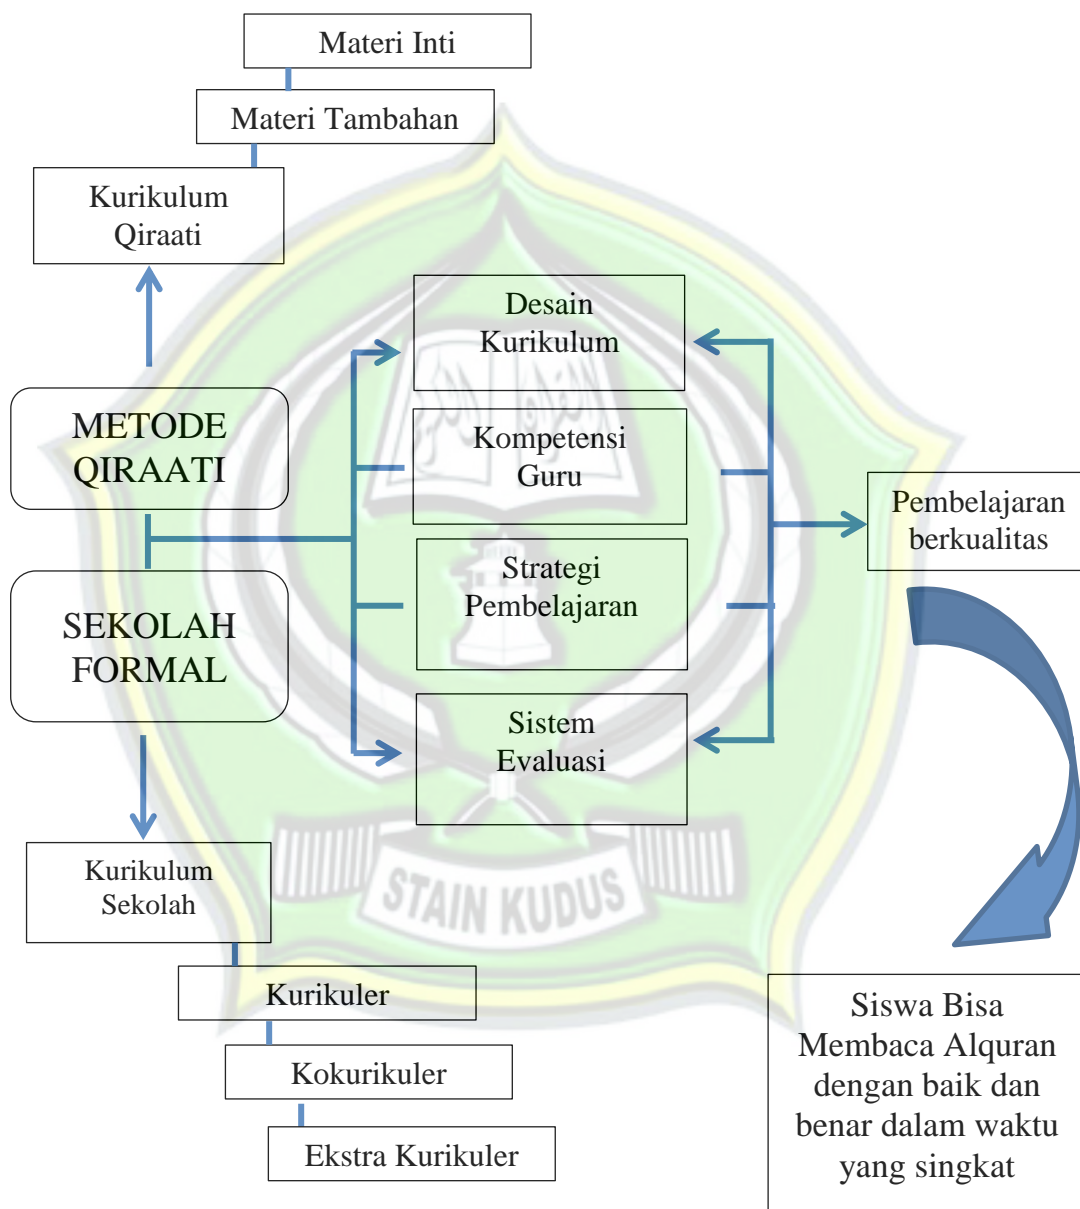 Materi Inti
Materi Tambahan
Kurikulum
Qiraati
Desain
Kurikulum
METODE
QIRAATI
Kompetensi
Guru
Pembelajaran
berkualitas
Strategi
Pembelajaran
SEKOLAH
FORMAL
Sistem
Evaluasi
Kurikulum
Sekolah
STAIN KUDUS
Kurikuler
Kokurikuler
Ekstra Kurikuler
Siswa Bisa
Membaca Alquran
dengan baik dan
benar dalam waktu
yang singkat